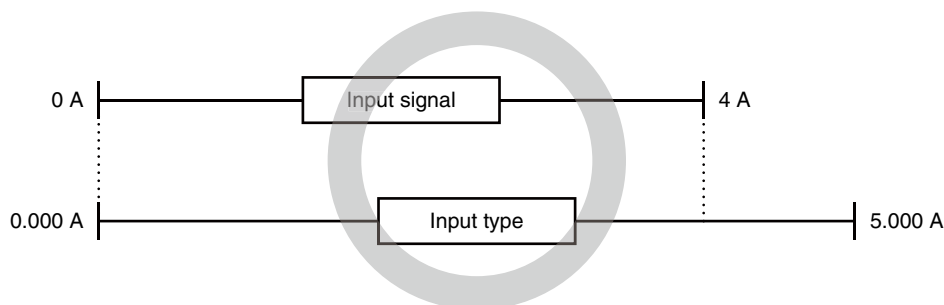 0 A
Input signal
4 A
0.000 A
Input type
5.000 A